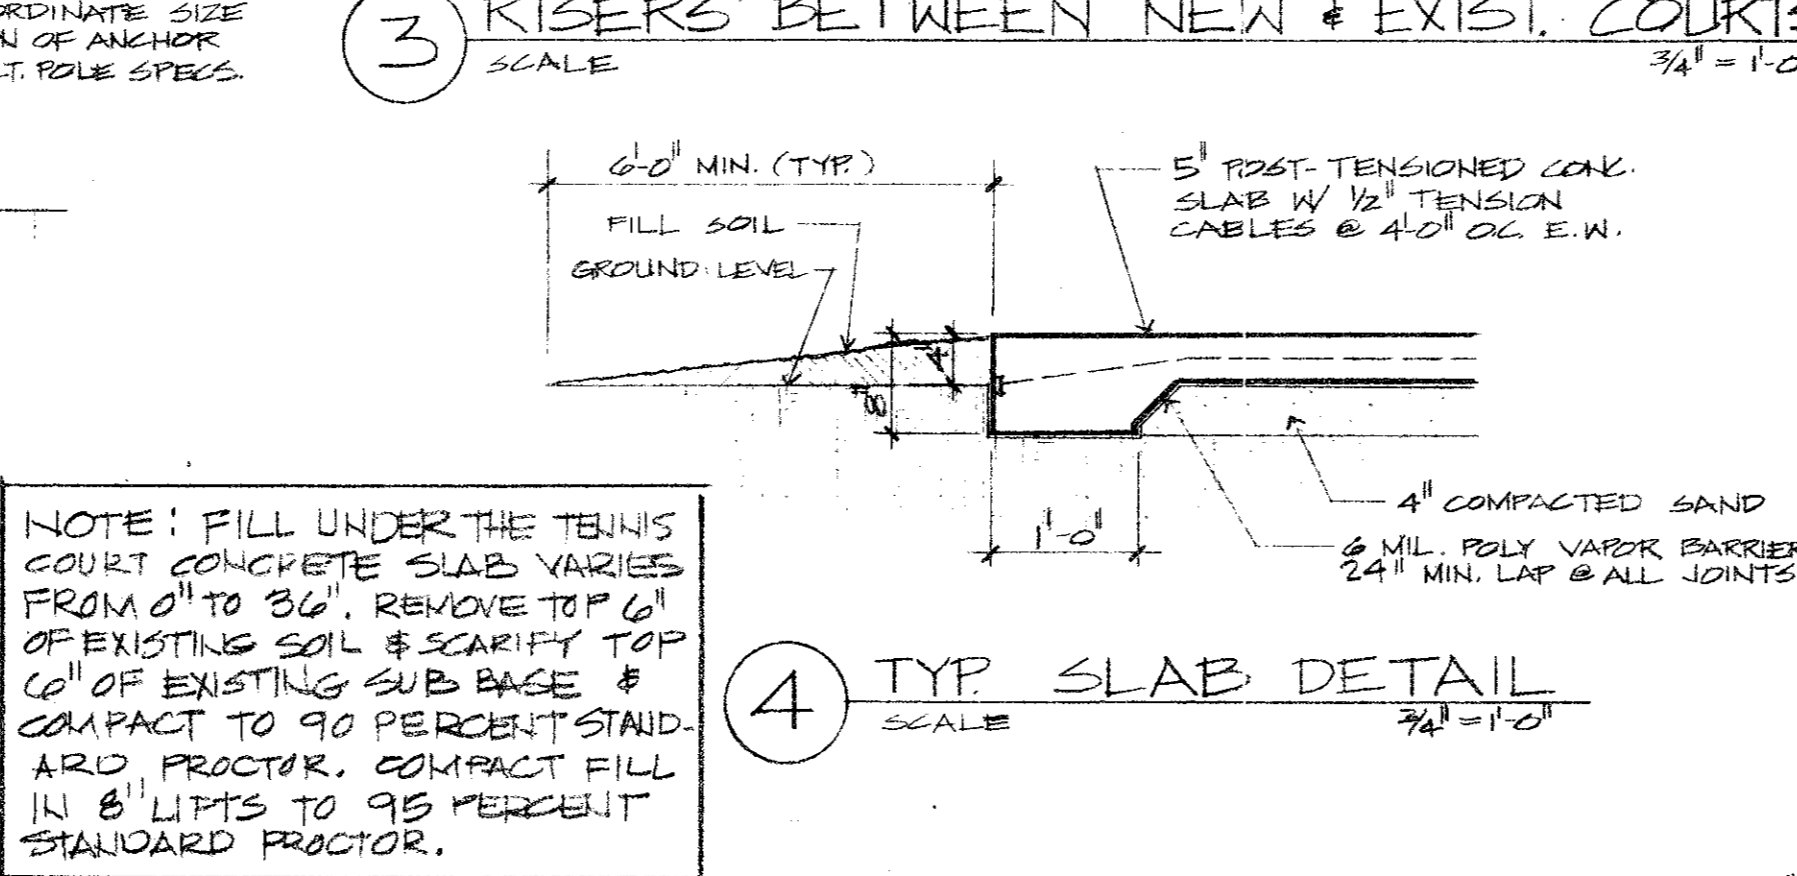 ORDINATE SIZE
N OF ANCHOR
LT. POLE SPECS.
3 RISERS BETWEEN NEW & EXIST. COURTS
SCALE 3/4" = 1'-0
6'-0" MIN. (TYP.)
FILL SOIL
GROUND LEVEL
5" POST-TENSIONED CONC.
SLAB W/ 1/2" TENSION
CABLES @ 4'-0" O.C. E.W.
4"
8"
1'-0"
4" COMPACTED SAND
6 MIL. POLY VAPOR BARRIER
24" MIN. LAP @ ALL JOINTS
NOTE: FILL UNDER THE TENNIS
COURT CONCRETE SLAB VARIES
FROM 0" TO 36". REMOVE TOP 6"
OF EXISTING SOIL & SCARIFY TOP
6" OF EXISTING SUB BASE &
COMPACT TO 90 PERCENT STAND-
ARD PROCTOR. COMPACT FILL
IN 8" LIFTS TO 95 PERCENT
STANDARD PROCTOR.
4 TYP. SLAB DETAIL
SCALE 3/4" = 1'-0"